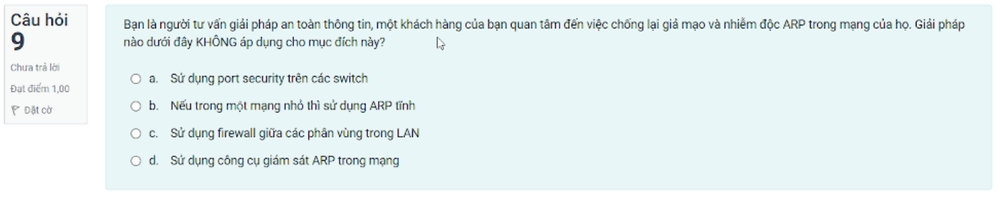 Câu hỏi
9
Chưa trả lời
Đạt điểm 1,00
Đặt cờ
Bạn là người tư vấn giải pháp an toàn thông tin, một khách hàng của bạn quan tâm đến việc chống lại giả mạo và nhiễm độc ARP trong mạng của họ. Giải pháp
nào dưới đây KHÔNG áp dụng cho mục đích này?
a. Sử dụng port security trên các switch
b. Nếu trong một mạng nhỏ thì sử dụng ARP tĩnh
c. Sử dụng firewall giữa các phân vùng trong LAN
d. Sử dụng công cụ giám sát ARP trong mạng